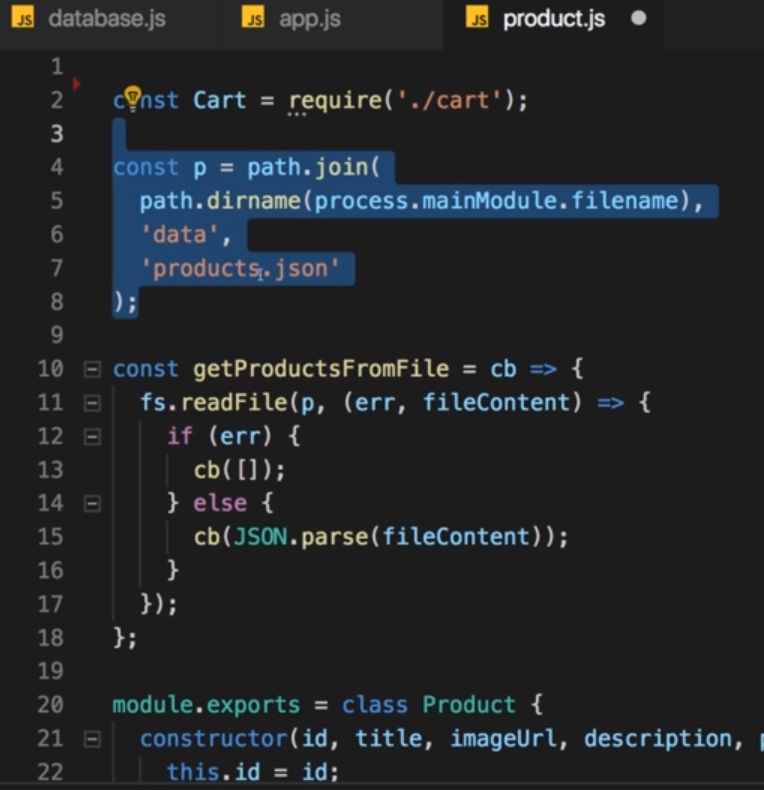 JS database.js JS app.js JS product.js
1
2 const Cart = require('./cart');
3
4 const p = path.join(
5 path.dirname(process.mainModule.filename),
6 'data',
7 'products.json'
8 );
9
10 const getProductsFromFile = cb => {
11 fs.readFile(p, (err, fileContent) => {
12 if (err) {
13 cb([]);
14 } else {
15 cb(JSON.parse(fileContent));
16 }
17 });
18 };
19
20 module.exports = class Product {
21 constructor(id, title, imageUrl, description, p
22 this.id = id;